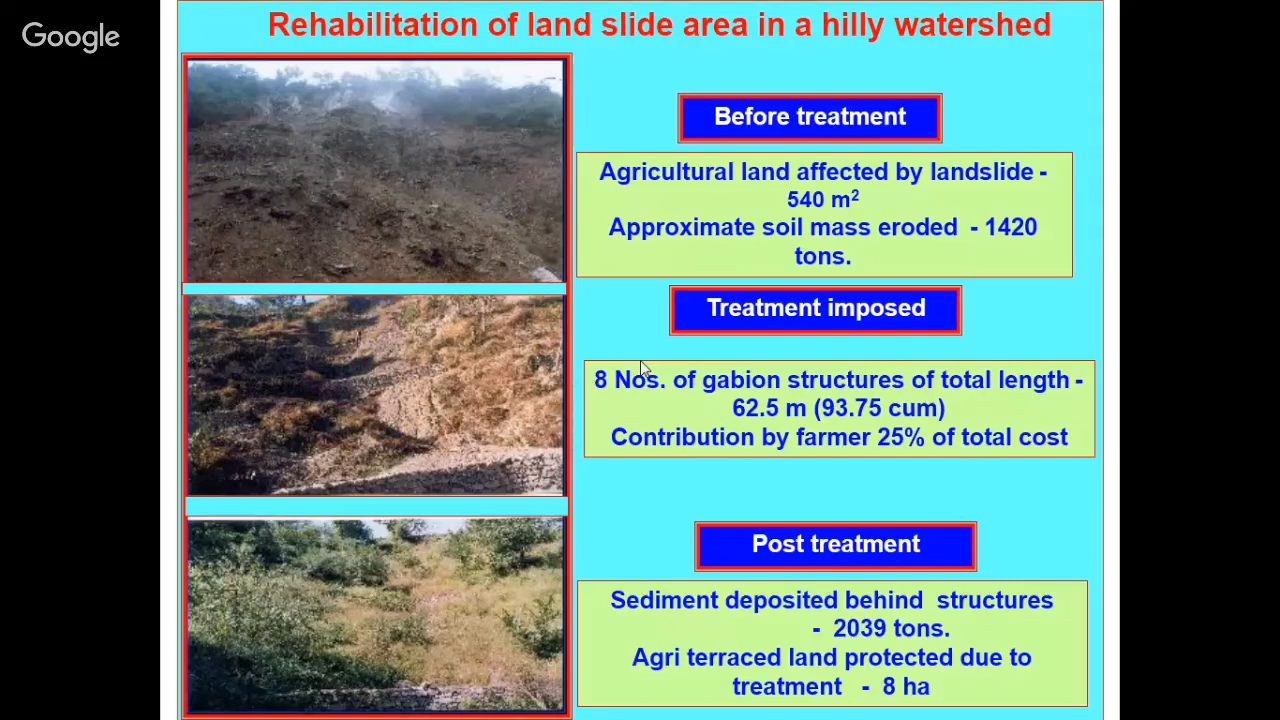 Google
Rehabilitation of land slide area in a hilly watershed
Before treatment
Agricultural land affected by landslide -
540 m²
Approximate soil mass eroded - 1420
tons.
Treatment imposed
8 Nos. of gabion structures of total length -
62.5 m (93.75 cum)
Contribution by farmer 25% of total cost
Post treatment
Sediment deposited behind structures
- 2039 tons.
Agri terraced land protected due to
treatment - 8 ha